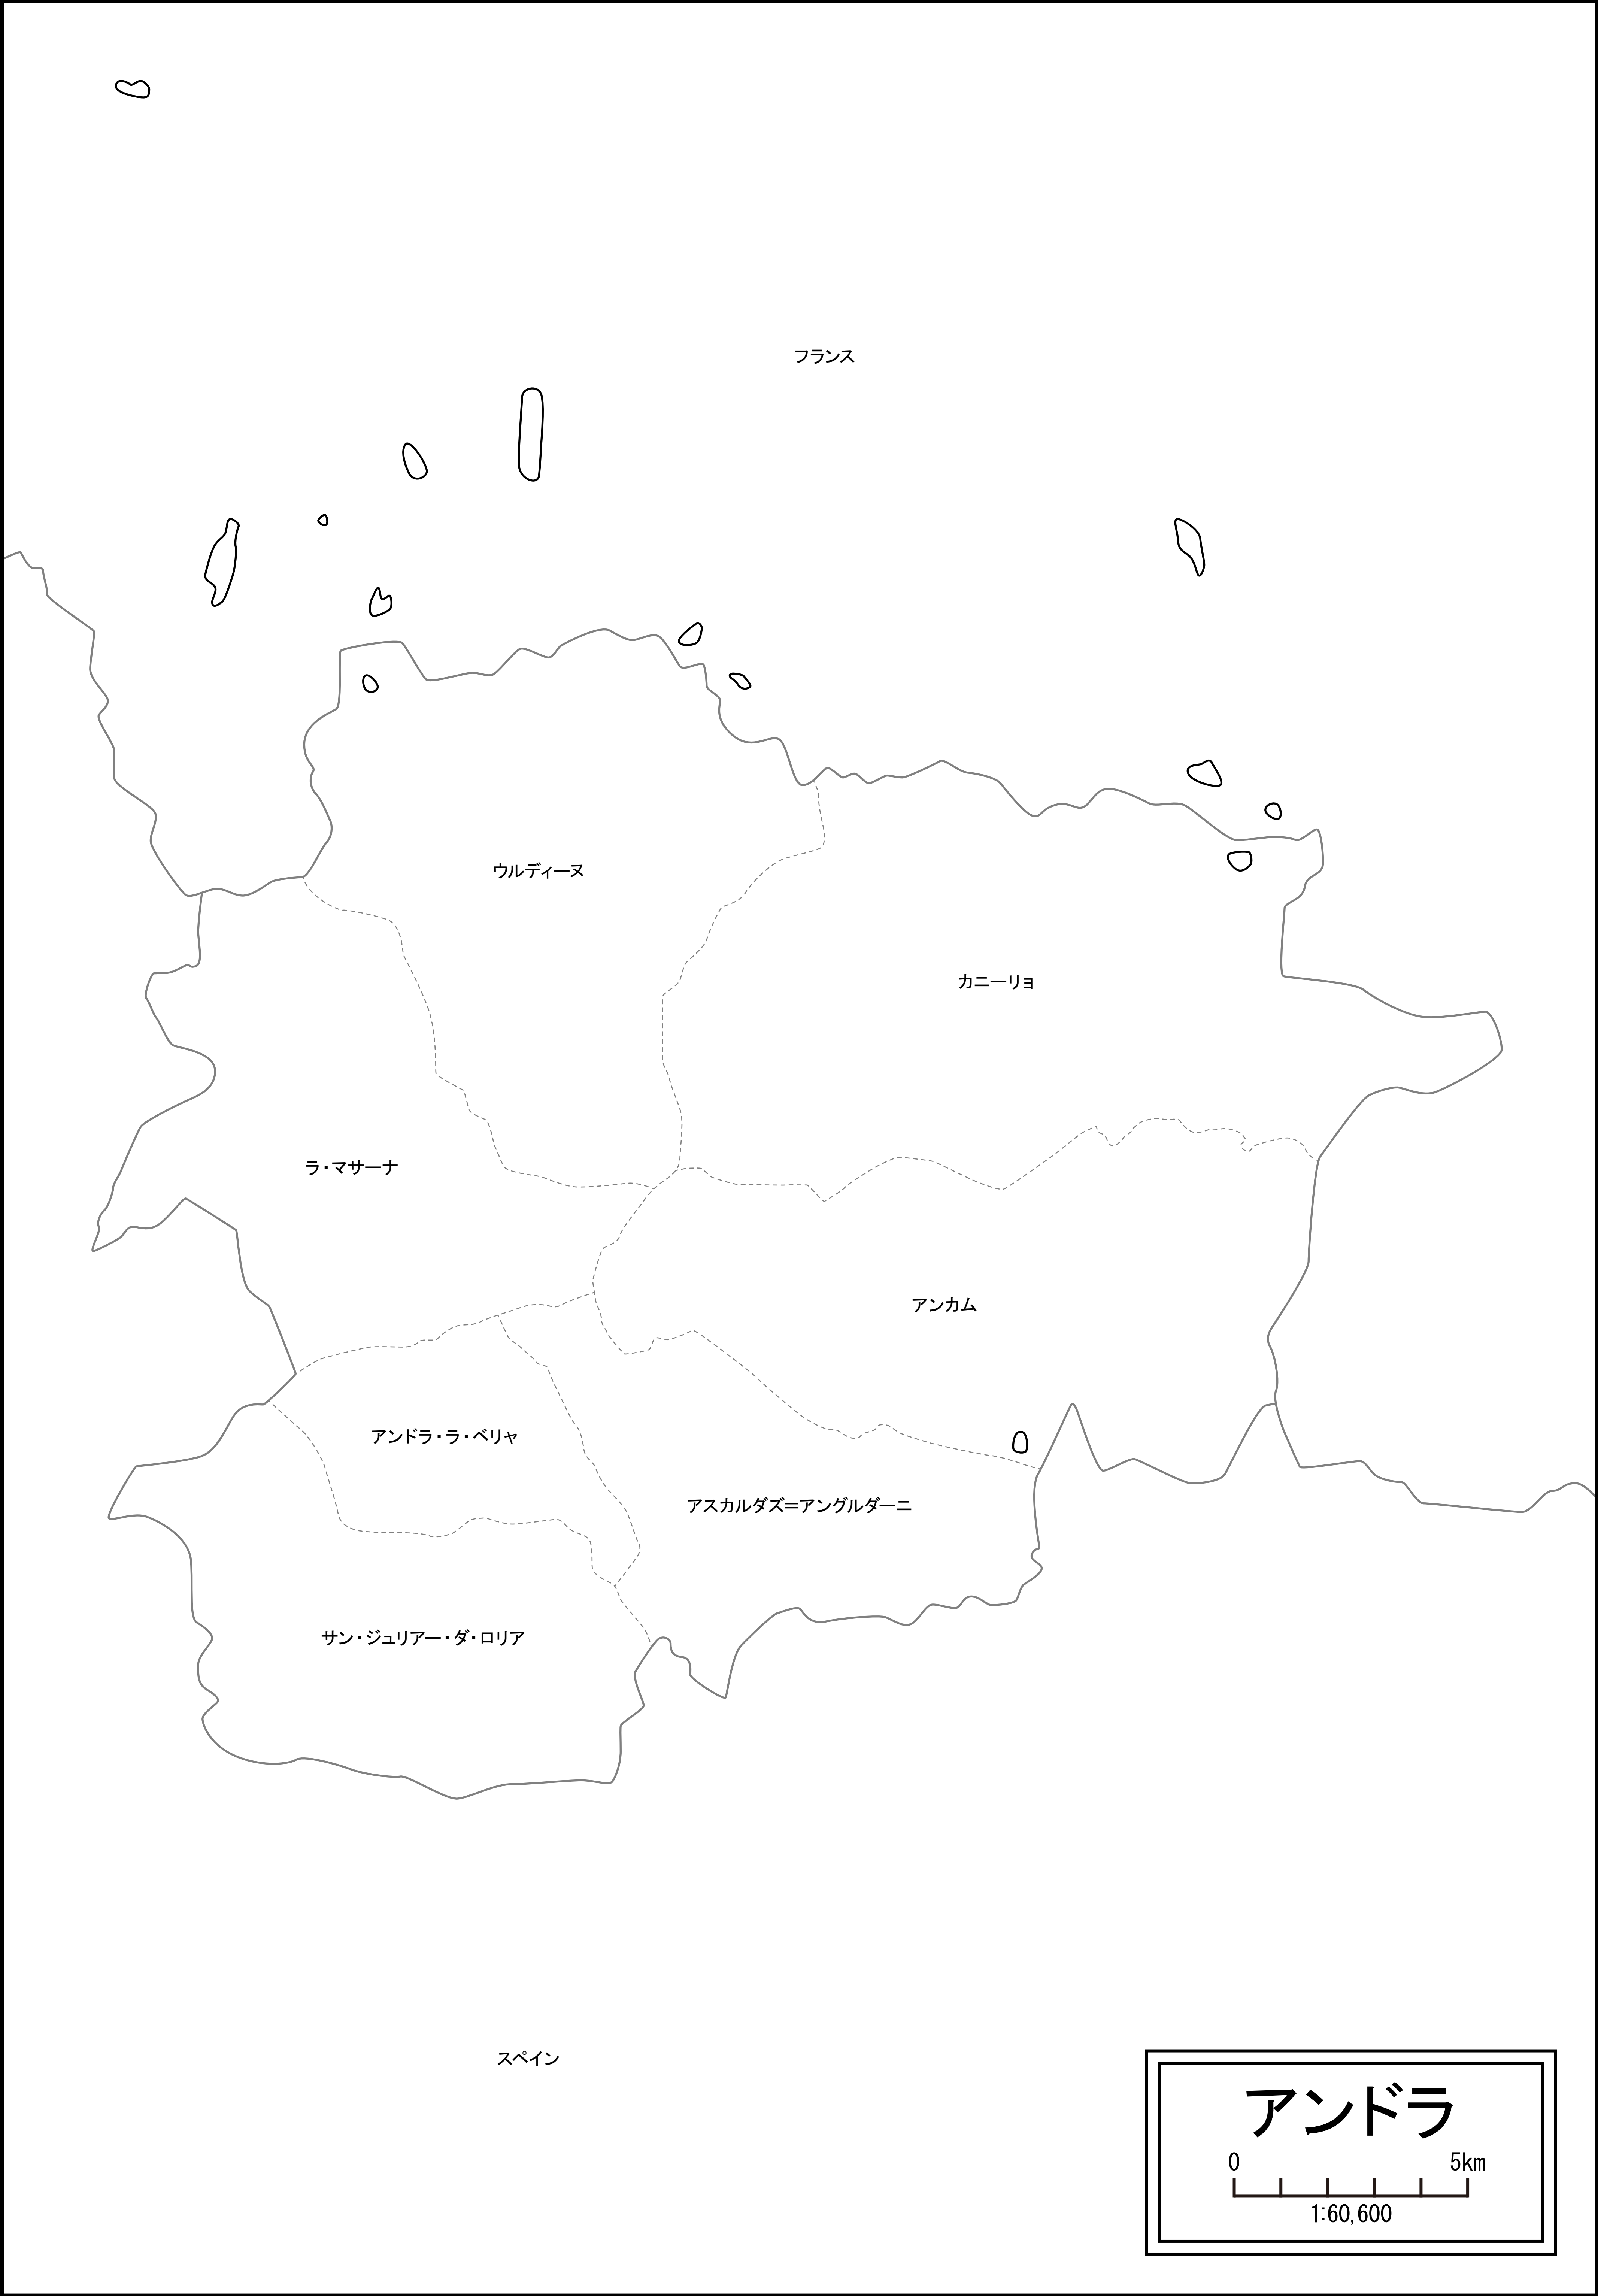 フランス
ウルディーヌ
カニーリョ
ラ・マサーナ
アンカム
アンドラ・ラ・ベリャ
アスカルダズ=アングルダーニ
サン・ジュリアー・ダ・ロリア
スペイン
アンドラ
0 5km
1:60,600